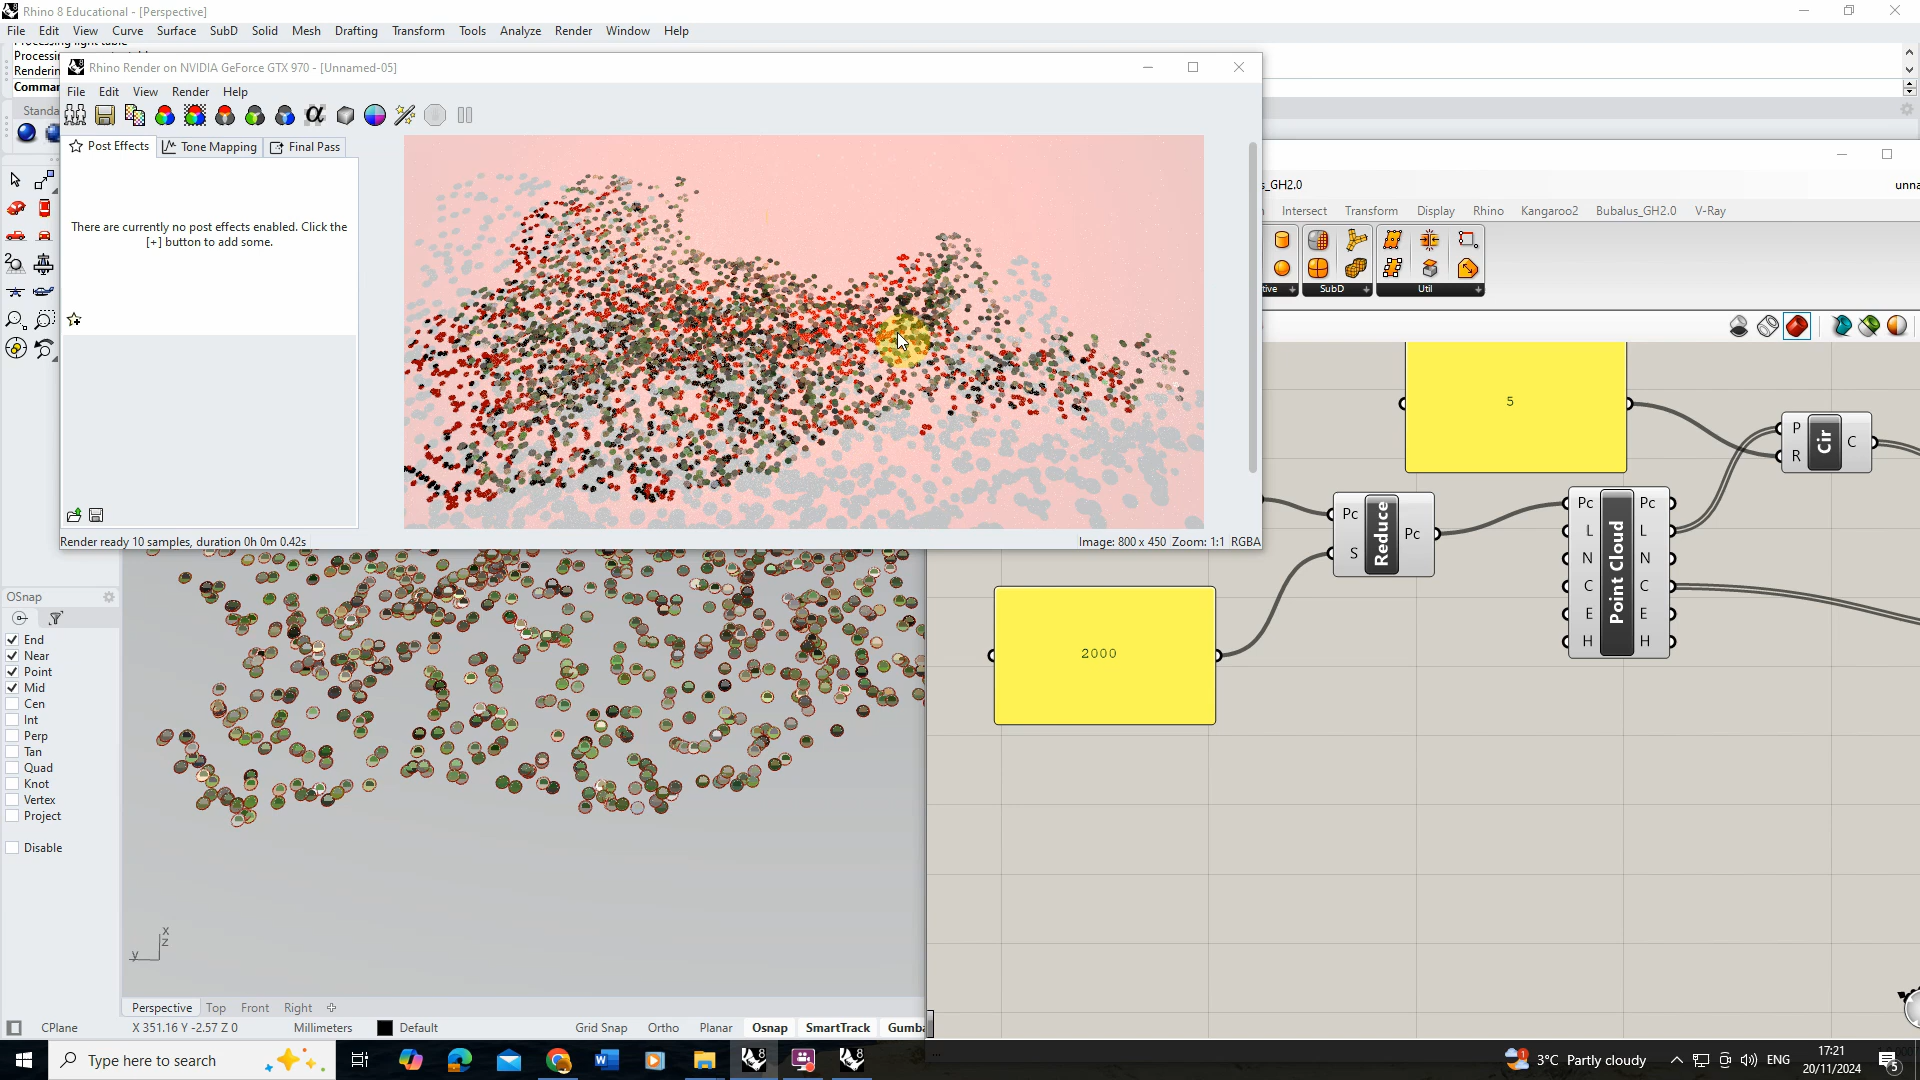 Rhino 8 Educational - [Perspective]
File Edit View Curve Surface SubD Solid Mesh Drafting Transform Tools Analyze Render Window Help
Standa
Rhino Render on NVIDIA GeForce GTX 970 - [Unnamed-05]
File Edit View Render Help
Post Effects Tone Mapping Final Pass
There are currently no post effects enabled. Click the
[+] button to add some.
Render ready 10 samples, duration 0h 0m 0.42s
Image: 800 x 450 Zoom: 1:1 RGBA
s_GH2.0
unna
Intersect Transform Display Rhino Kangaroo2 Bubalus_GH2.0 V-Ray
tive SubD Util
5
P Cir C
R
Pc Reduce Pc
S
Pc Point Cloud Pc
L L
N N
C C
E E
H H
2000
OSnap
End
Near
Point
Mid
Cen
Int
Perp
Tan
Quad
Knot
Vertex
Project
Disable
x
z
y
Perspective Top Front Right
CPlane X 351.16 Y -2.57 Z 0 Millimeters Default Grid Snap Ortho Planar Osnap SmartTrack Gumba
Type here to search
3°C Partly cloudy
ENG
17:21
20/11/2024
5